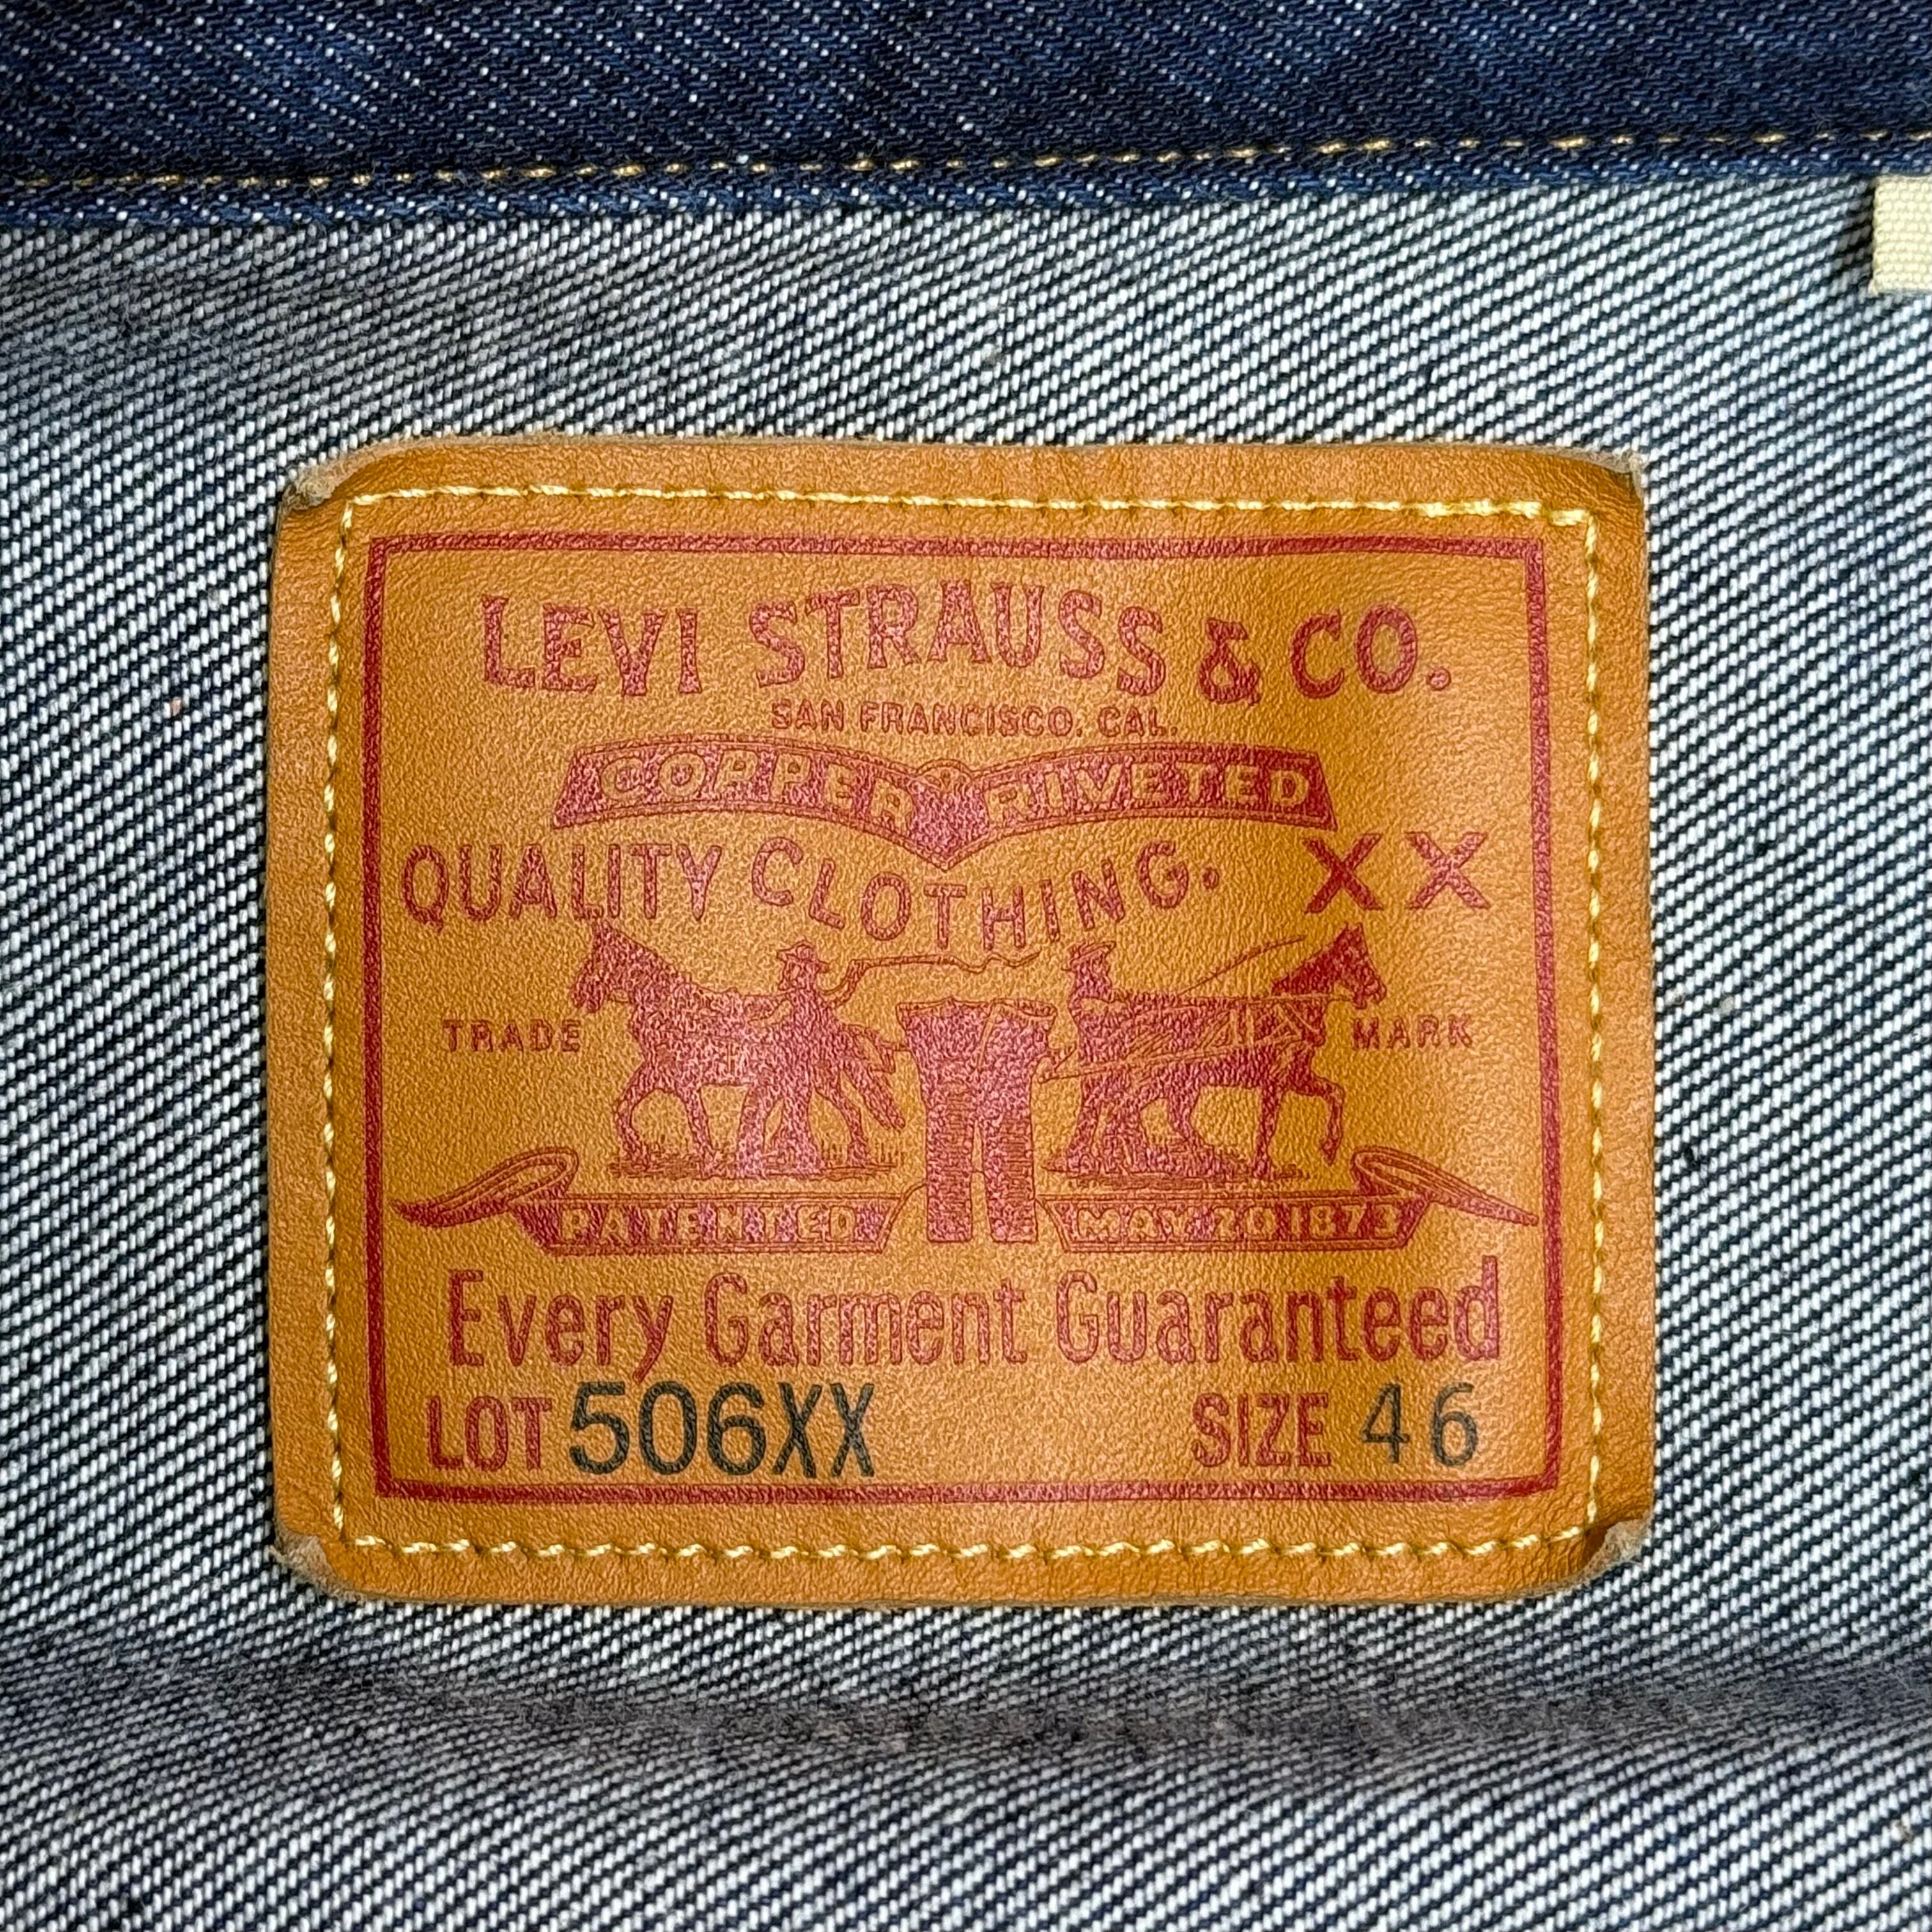 LEVI STRAUSS & CO.
SAN FRANCISCO, CAL.
COPPER RIVETED
QUALITY CLOTHING. XX
TRADE MARK
PATENTED MAY 20 1873
Every Garment Guaranteed
LOT 506XX SIZE 46